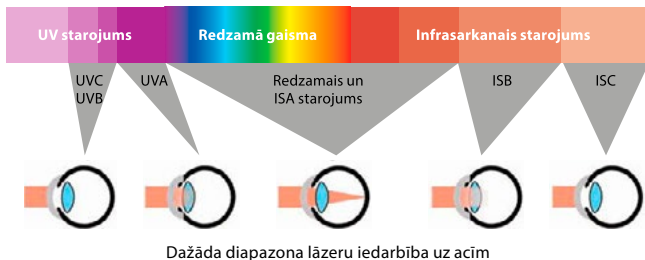 UV starojums
Redzamā gaisma
Infrasarkanais starojums
UVC
UVB
UVA
Redzamais un
ISA starojums
ISB
ISC
Dažāda diapazona lāzeru iedarbība uz acīm